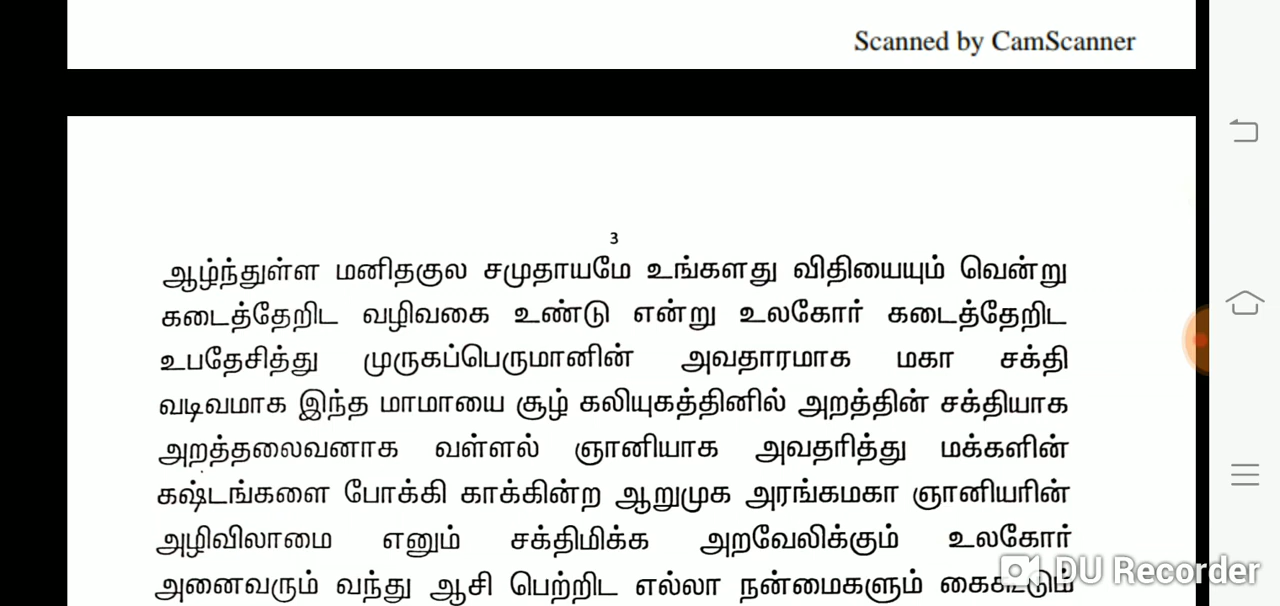 Scanned by CamScanner
3
ஆழ்ந்துள்ள மனிதகுல சமுதாயமே உங்களது விதியையும் வென்று
கடைத்தேறிட வழிவகை உண்டு என்று உலகோர் கடைத்தேறிட
உபதேசித்து முருகப்பெருமானின் அவதாரமாக மகா சக்தி
வடிவமாக இந்த மாமாயை சூழ் கலியுகத்தினில் அறத்தின் சக்தியாக
அறத்தலைவனாக வள்ளல் ஞானியாக அவதரித்து மக்களின்
கஷ்டங்களை போக்கி காக்கின்ற ஆறுமுக அரங்கமகா ஞானியரின்
அழிவிலாமை எனும் சக்திமிக்க அறவேலிக்கும் உலகோர்
அனைவரும் வந்து ஆசி பெற்றிட எல்லா நன்மைகளும்
DU Recorder